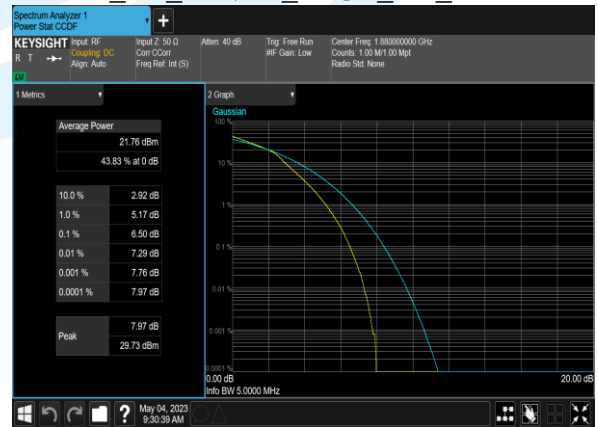 Spectrum Analyzer 1
Power Stat CCDF
+
KEYSIGHT
R T
LV
Input: RF
Coupling: DC
Align: Auto
Input Z: 50 Ω
Corr CCorr
Freq Ref: Int (S)
Atten: 40 dB
Trig: Free Run
#IF Gain: Low
Center Freq: 1.880000000 GHz
Counts: 1.00 M/1.00 Mpt
Radio Std: None
1 Metrics
Average Power
21.76 dBm
43.83 % at 0 dB
10.0 % 2.92 dB
1.0 % 5.17 dB
0.1 % 6.50 dB
0.01 % 7.29 dB
0.001 % 7.76 dB
0.0001 % 7.97 dB
Peak
7.97 dB
29.73 dBm
2 Graph
Gaussian
100 %
10 %
1 %
0.1 %
0.01 %
0.001 %
0.0001 %
0.00 dB 20.00 dB
Info BW 5.0000 MHz
?
May 04, 2023
9:30:39 AM